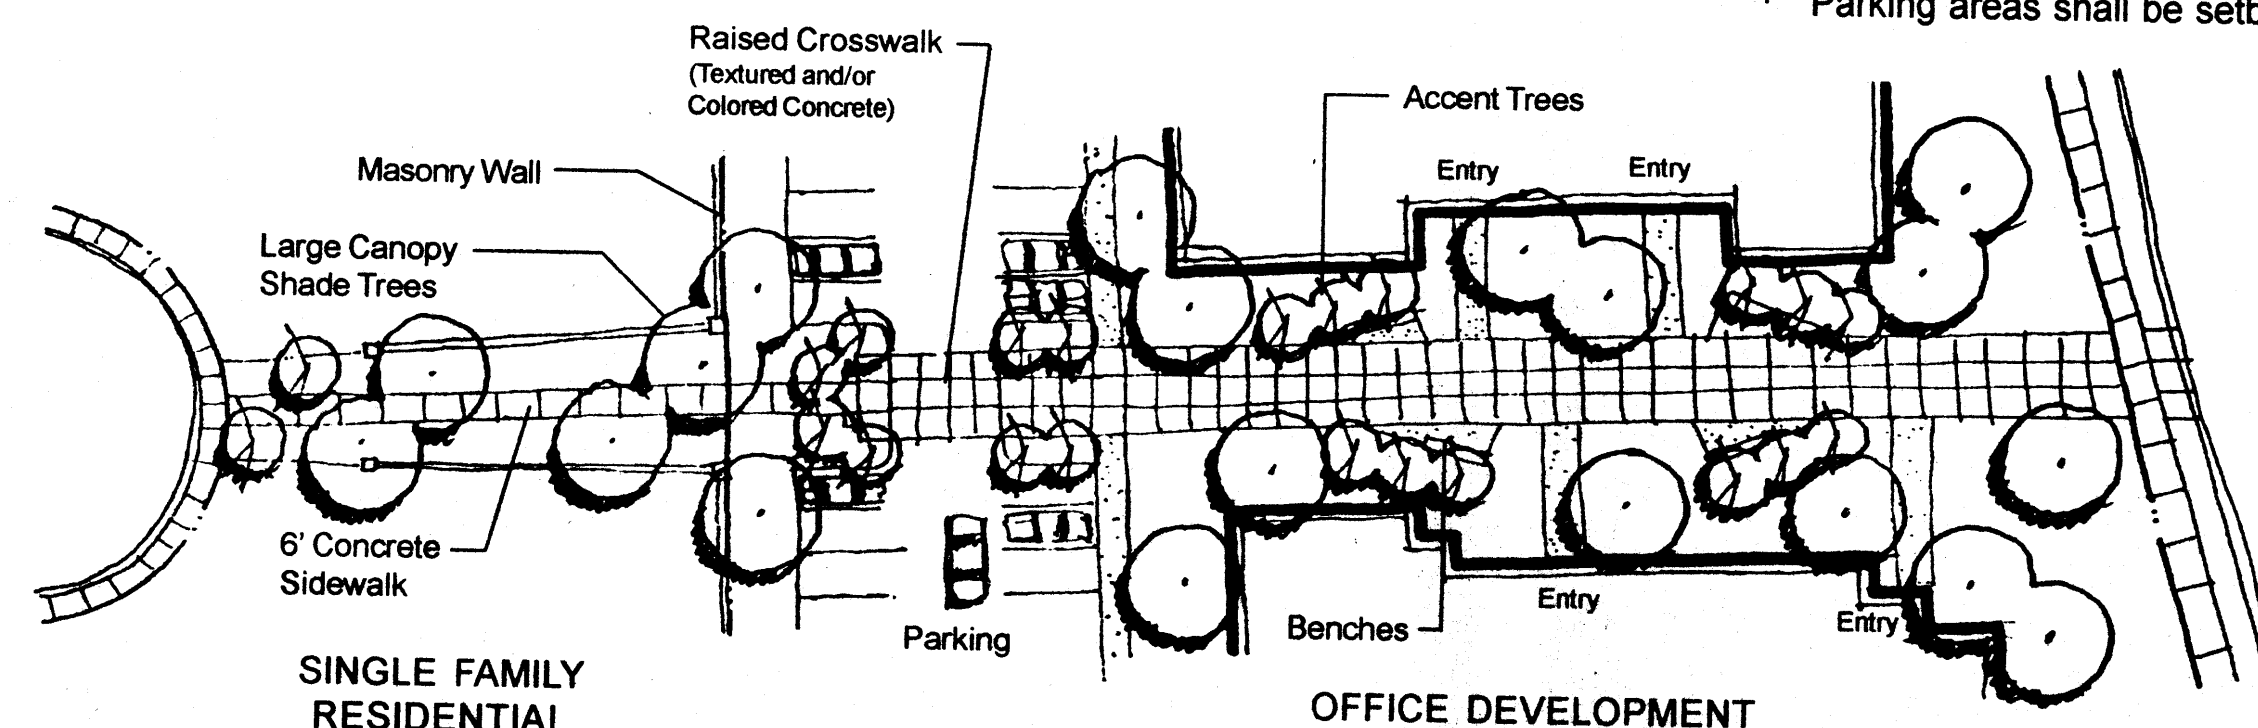 Parking areas shall be setb
Raised Crosswalk
(Textured and/or
Colored Concrete)
Accent Trees
Masonry Wall
Entry
Entry
Large Canopy
Shade Trees
6' Concrete
Sidewalk
Parking
Benches
Entry
Entry
SINGLE FAMILY
RESIDENTIAL
OFFICE DEVELOPMENT